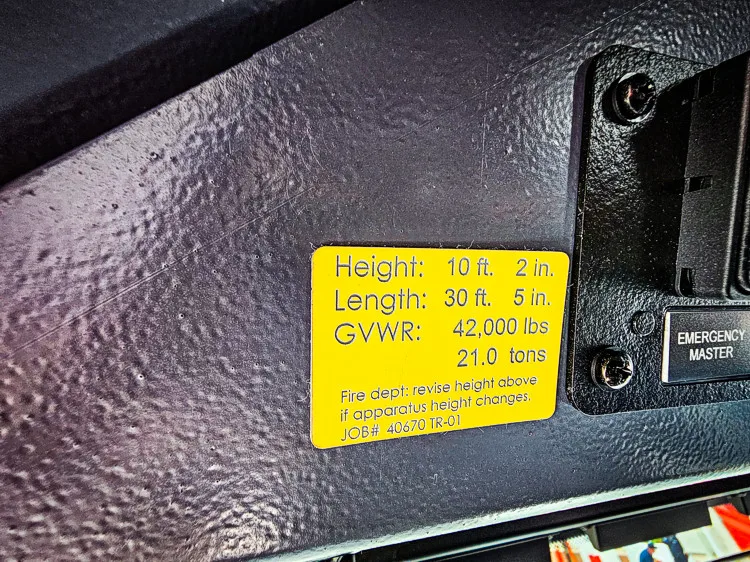 Height: 10 ft. 2 in.
Length: 30 ft. 5 in.
GVWR: 42,000 lbs
21.0 tons
Fire dept: revise height above
if apparatus height changes.
JOB# 40670 TR-01
EMERGENCY
MASTER